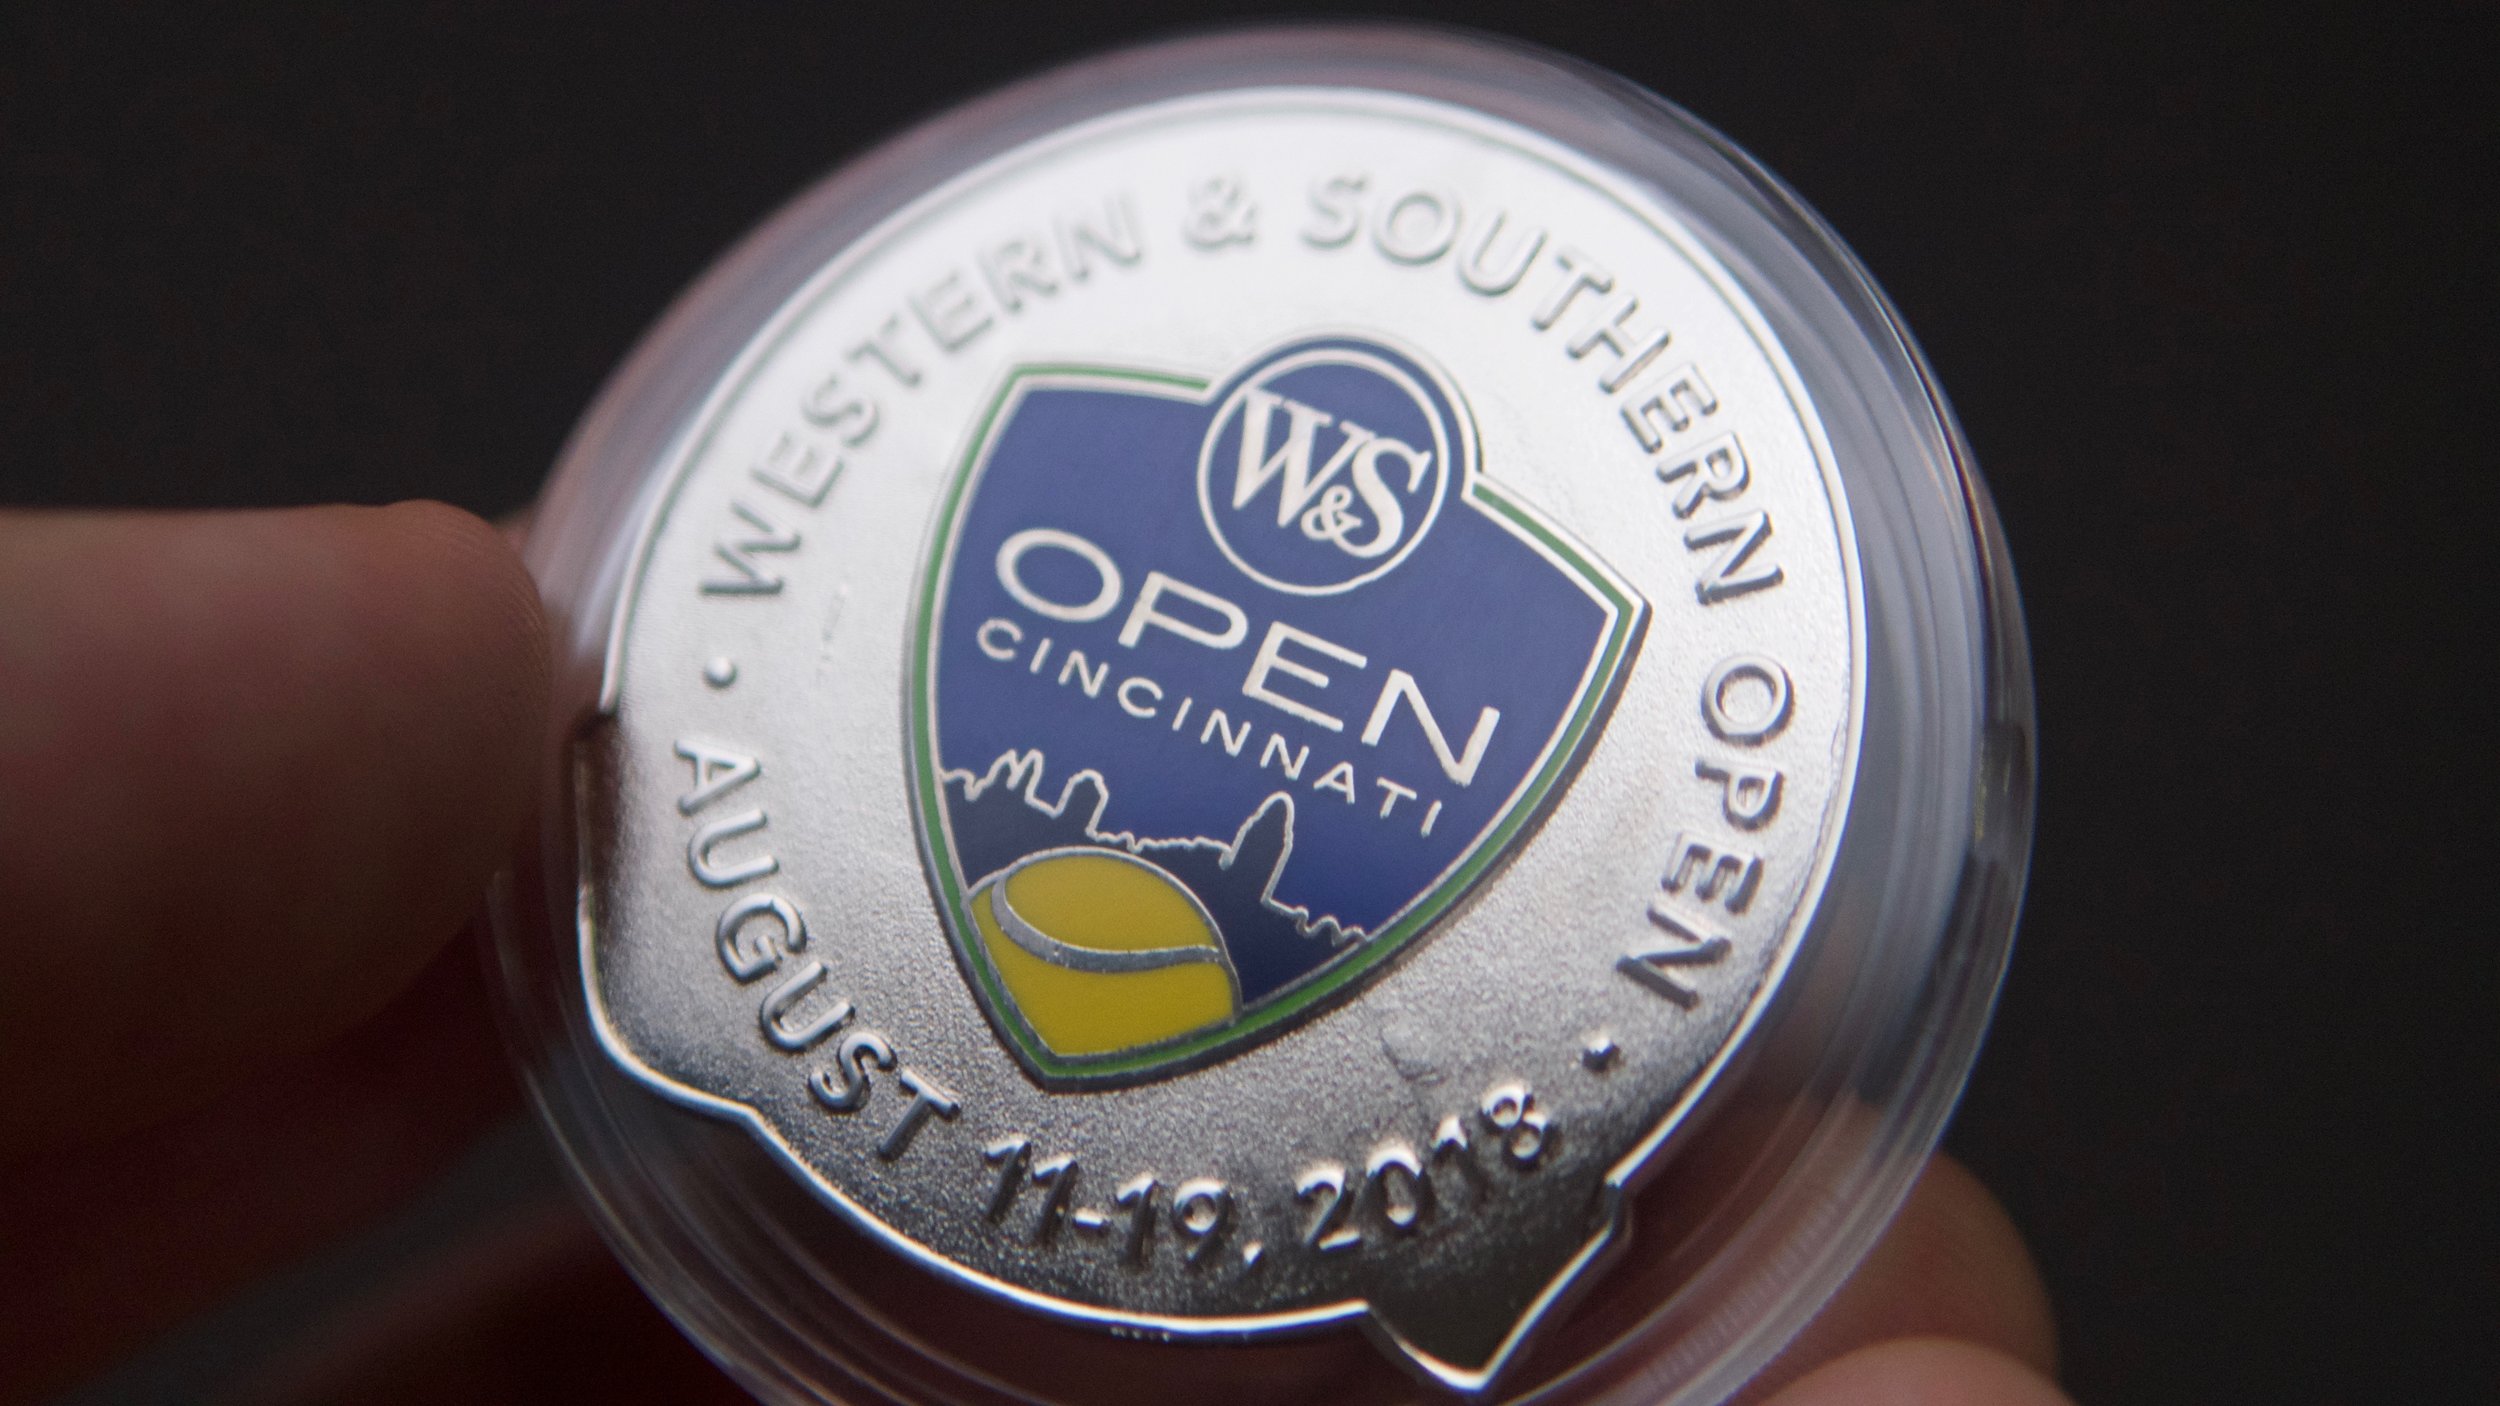 WESTERN & SOUTHERN OPEN
W&S
OPEN
CINCINNATI
• AUGUST 11-19, 2018 •